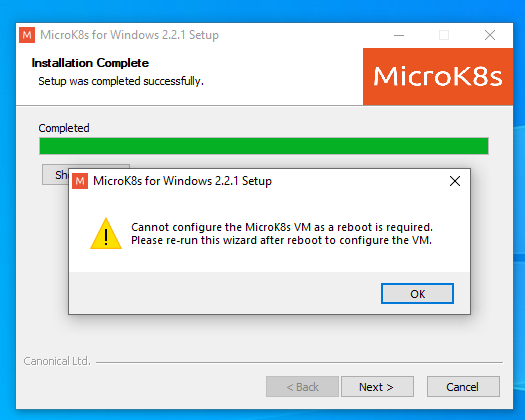 M MicroK8s for Windows 2.2.1 Setup
Installation Complete
Setup was completed successfully.
MicroK8s
Completed
M MicroK8s for Windows 2.2.1 Setup
Cannot configure the MicroK8s VM as a reboot is required.
Please re-run this wizard after reboot to configure the VM.
OK
Canonical Ltd.
< Back
Next >
Cancel